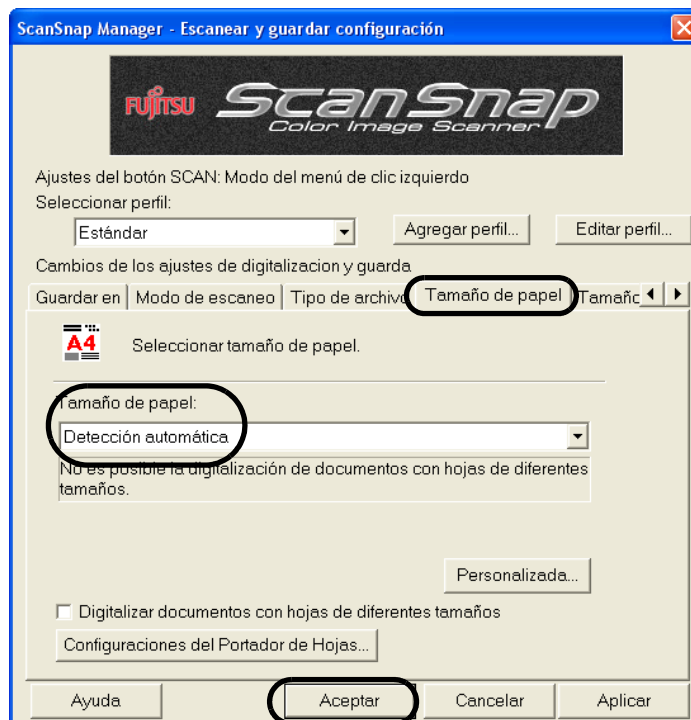 ScanSnap Manager - Escanear y guardar configuración
FUJITSU ScanSnap
Color Image Scanner
Ajustes del botón SCAN: Modo del menú de clic izquierdo
Seleccionar perfil:
Estándar
Agregar perfil...
Editar perfil...
Cambios de los ajustes de digitalizacion y guarda
Guardar en Modo de escaneo Tipo de archivo Tamaño de papel Tamaño
A4
Seleccionar tamaño de papel.
Tamaño de papel:
Detección automática
No es posible la digitalización de documentos con hojas de diferentes
tamaños.
Personalizada...
Digitalizar documentos con hojas de diferentes tamaños
Configuraciones del Portador de Hojas...
Ayuda Aceptar Cancelar Aplicar